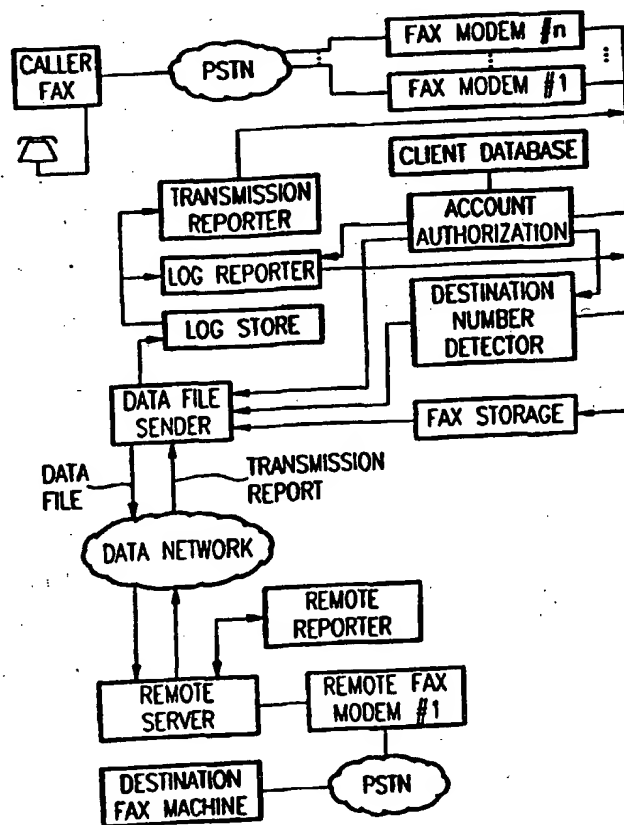 CALLER
FAX
PSTN
FAX MODEM #n
FAX MODEM #1
CLIENT DATABASE
TRANSMISSION
REPORTER
ACCOUNT
AUTHORIZATION
LOG REPORTER
DESTINATION
NUMBER
DETECTOR
LOG STORE
DATA FILE
SENDER
FAX STORAGE
DATA
FILE
TRANSMISSION
REPORT
DATA NETWORK
REMOTE
REPORTER
REMOTE
SERVER
REMOTE FAX
MODEM #1
DESTINATION
FAX MACHINE
PSTN